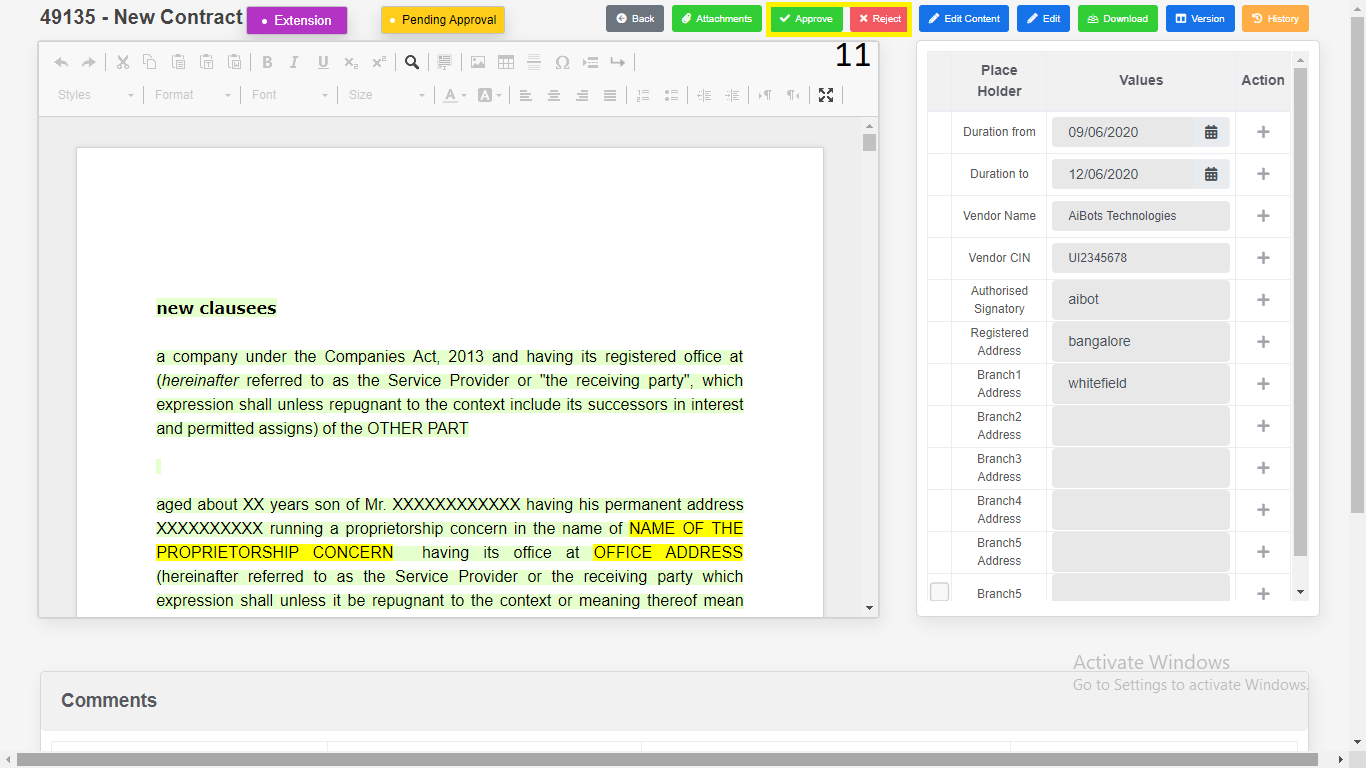 49135 - New Contract
Extension
Pending Approval
Back
Attachments
Approve
Reject
Edit Content
Edit
Download
Version
History
11
B I U x₂ xˣ
Styles
Format
Font
Size
A
A
new clausees
a company under the Companies Act, 2013 and having its registered office at
(hereinafter referred to as the Service Provider or "the receiving party", which
expression shall unless repugnant to the context include its successors in interest
and permitted assigns) of the OTHER PART
aged about XX years son of Mr. XXXXXXXXXXXX having his permanent address
XXXXXXXXXX running a proprietorship concern in the name of NAME OF THE
PROPRIETORSHIP CONCERN having its office at OFFICE ADDRESS
(hereinafter referred to as the Service Provider or the receiving party which
expression shall unless it be repugnant to the context or meaning thereof mean
Place Holder
Values
Action
Duration from
09/06/2020
Duration to
12/06/2020
Vendor Name
AiBots Technologies
Vendor CIN
UI2345678
Authorised Signatory
aibot
Registered Address
bangalore
Branch1 Address
whitefield
Branch2 Address
Branch3 Address
Branch4 Address
Branch5 Address
Branch5
Activate Windows
Go to Settings to activate Windows.
Comments